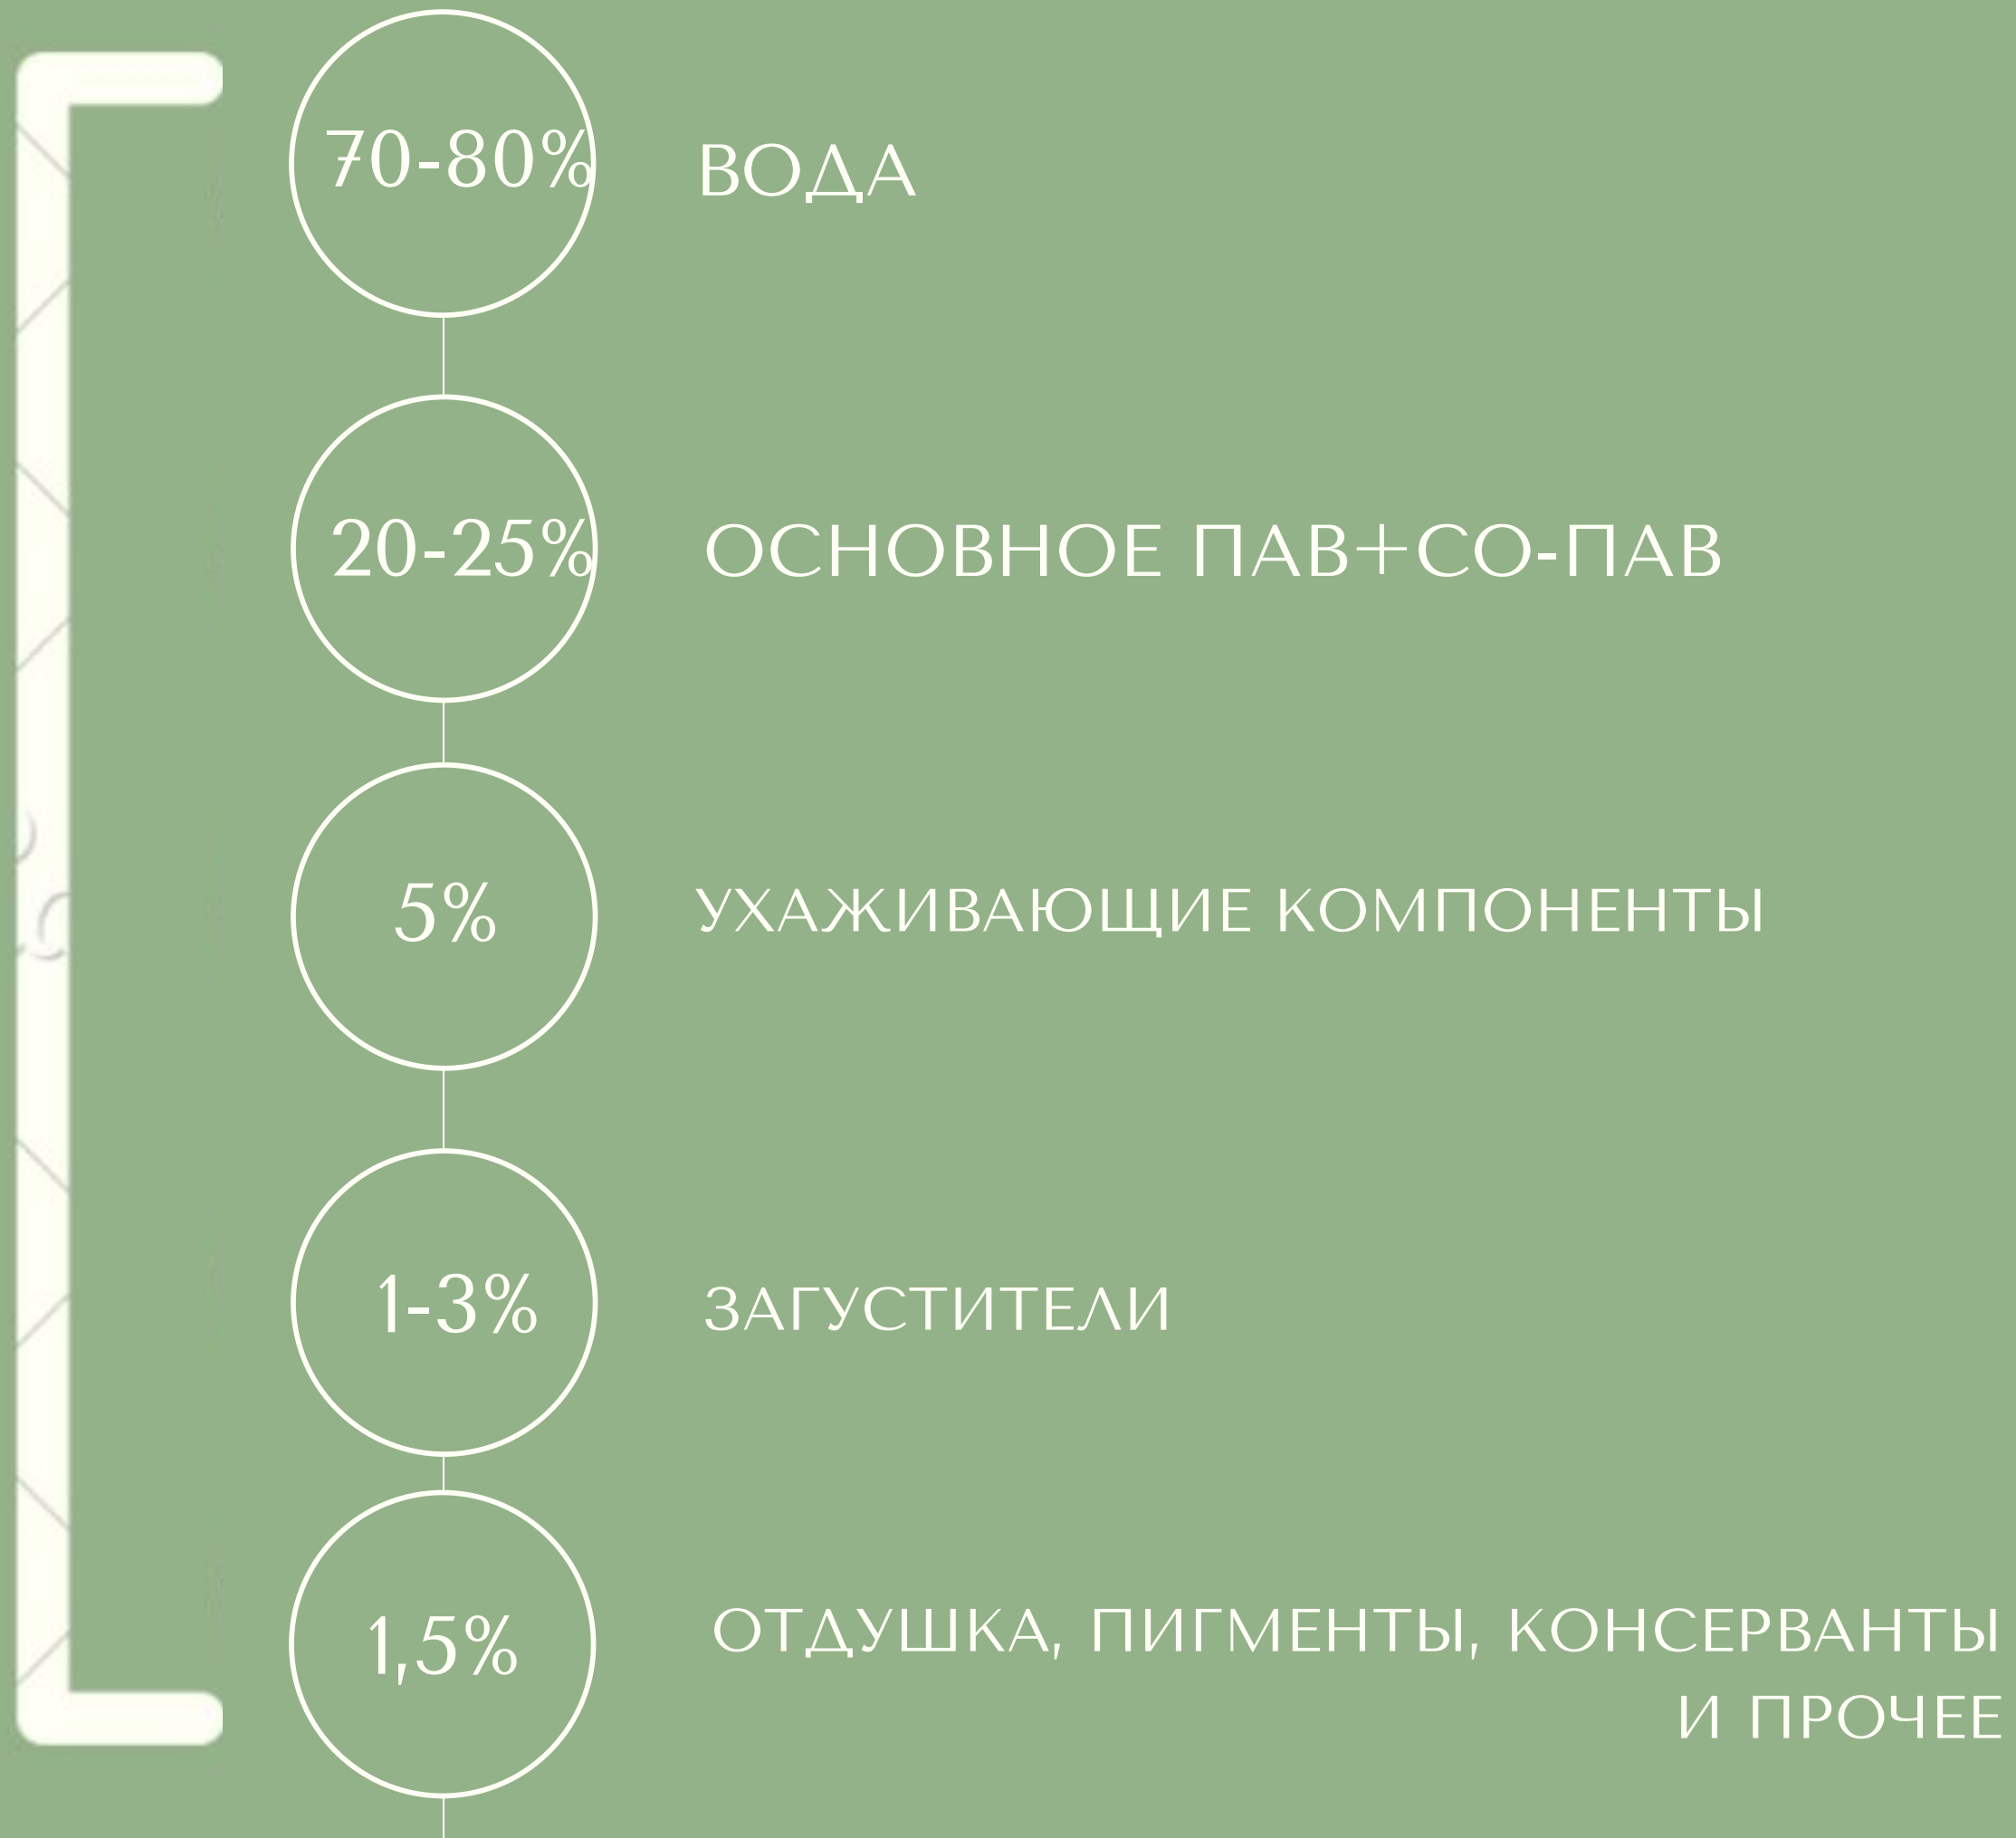 70-80% ВОДА
20-25% ОСНОВНОЕ ПАВ+СО-ПАВ
5% УХАЖИВАЮЩИЕ КОМПОНЕНТЫ
1-3% ЗАГУСТИТЕЛИ
1,5% ОТДУШКА, ПИГМЕНТЫ, КОНСЕРВАНТЫ
И ПРОЧЕЕ